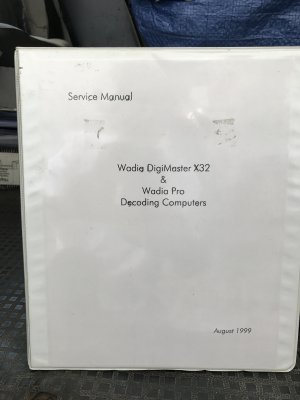 Service Manual
Wadia DigiMaster X32
&
Wadia Pro
Decoding Computers
August 1999